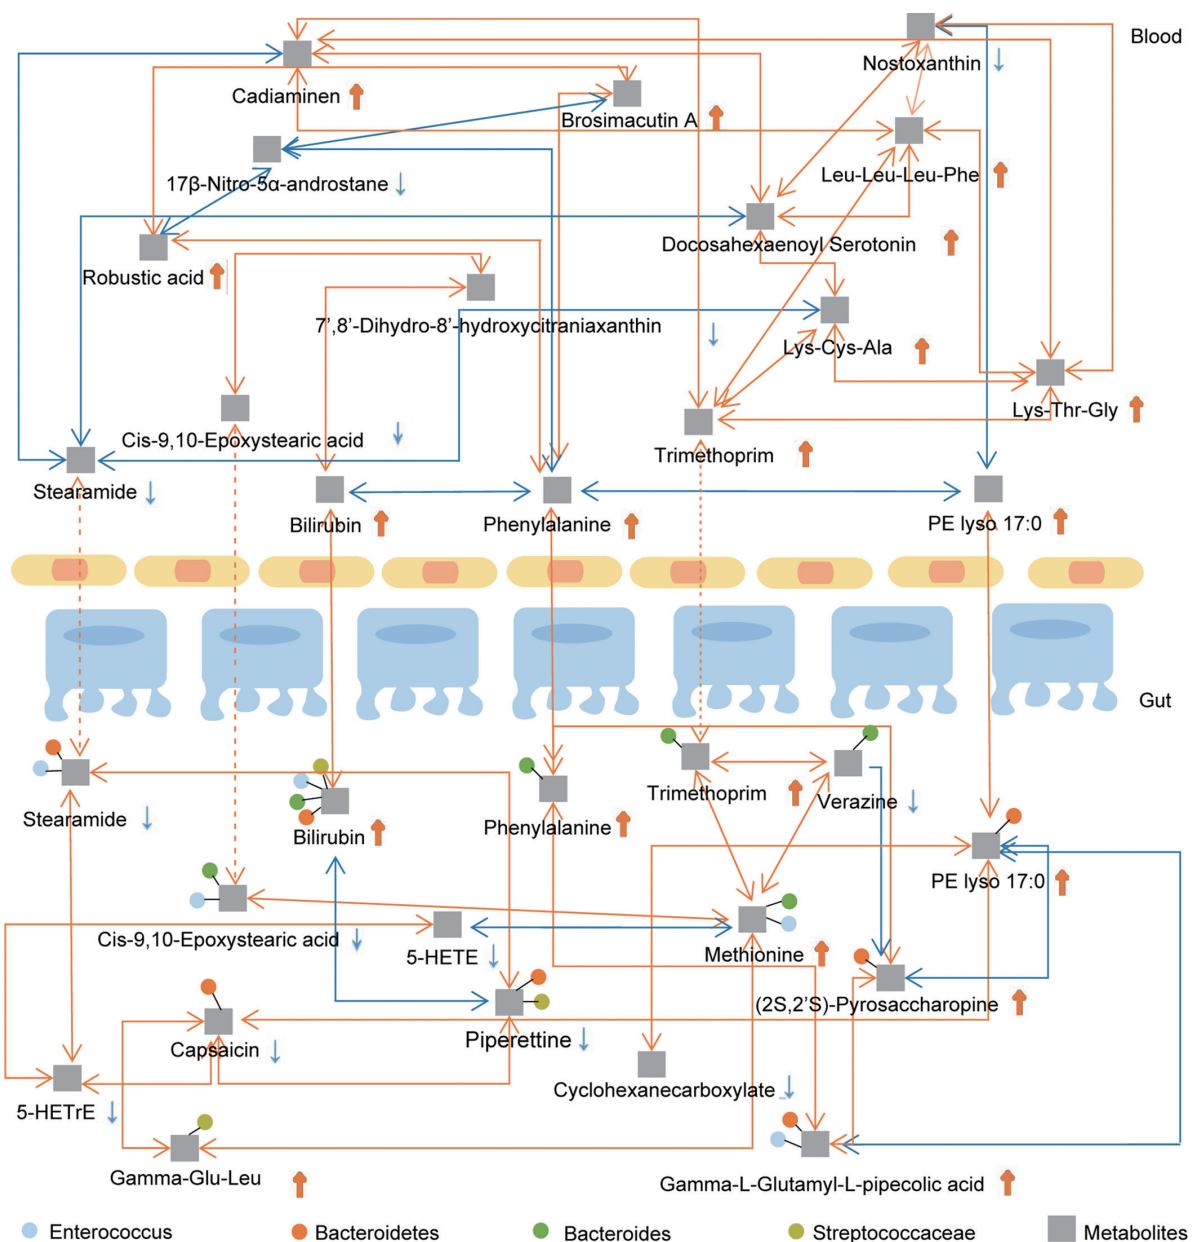 Blood
Nostoxanthin
Cadiaminen
Brosimacutin A
Leu-Leu-Leu-Phe
17β-Nitro-5α-androstane
Docosahexaenoyl Serotonin
Robustic acid
7’,8’-Dihydro-8’-hydroxycitraniaxanthin
Lys-Cys-Ala
Lys-Thr-Gly
Cis-9,10-Epoxystearic acid
Trimethoprim
Stearamide
Bilirubin
Phenylalanine
PE lyso 17:0
Gut
Stearamide
Bilirubin
Phenylalanine
Trimethoprim
Verazine
PE lyso 17:0
Cis-9,10-Epoxystearic acid
5-HETE
Methionine
(2S,2’S)-Pyrosaccharopine
Capsaicin
Piperettine
Cyclohexanecarboxylate
5-HETrE
Gamma-Glu-Leu
Gamma-L-Glutamyl-L-pipecolic acid
Enterococcus
Bacteroidetes
Bacteroides
Streptococcaceae
Metabolites